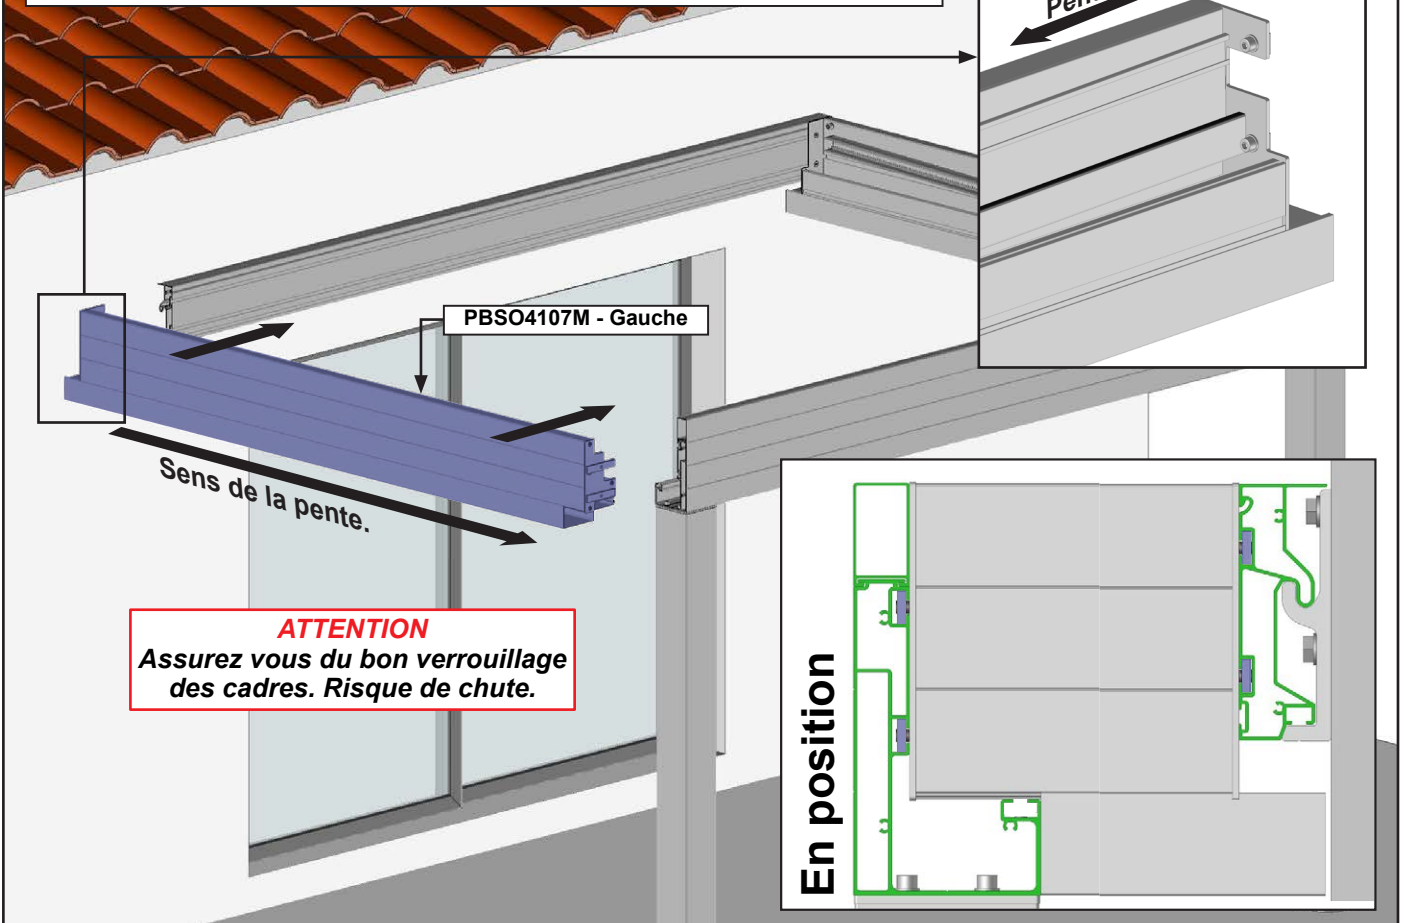 PBSO4107M - Gauche
Sens de la pente.
ATTENTION
Assurez vous du bon verrouillage
des cadres. Risque de chute.
En position